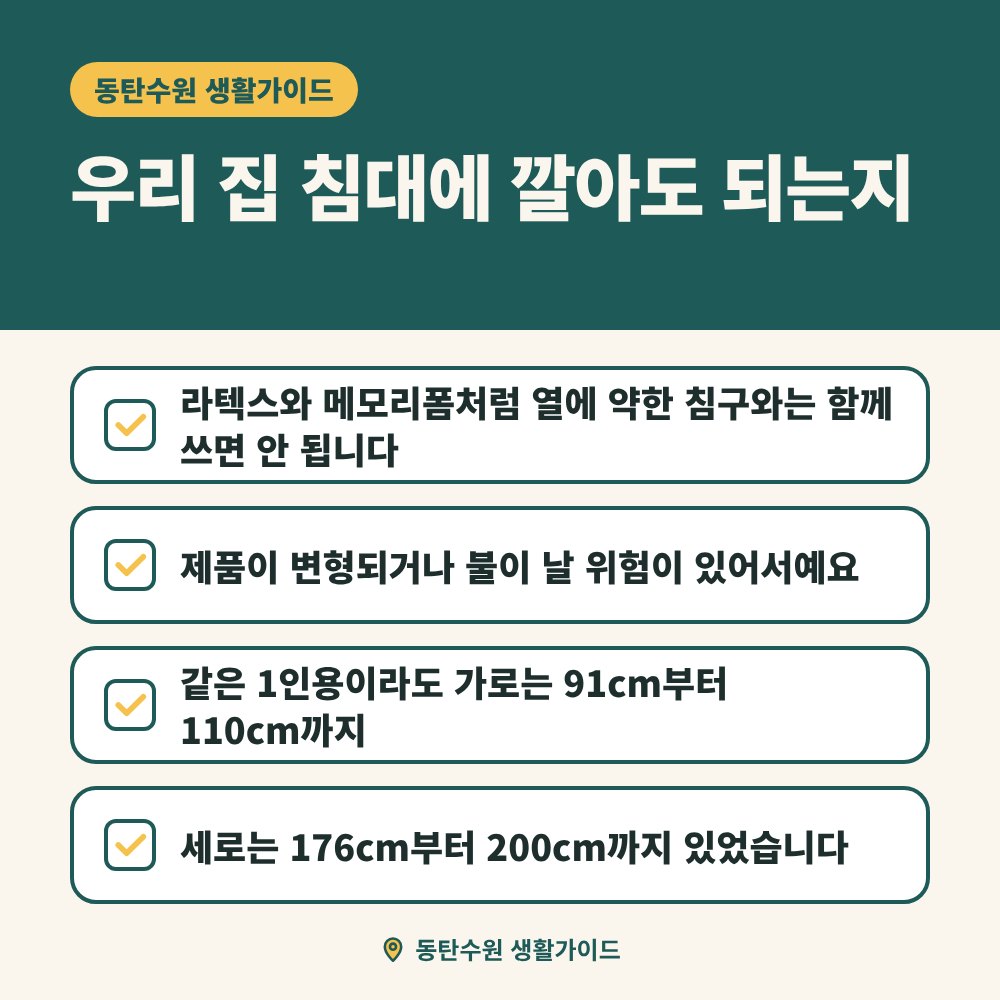 동탄수원 생활가이드
우리 집 침대에 깔아도 되는지
라텍스와 메모리폼처럼 열에 약한 침구와는 함께
쓰면 안 됩니다
제품이 변형되거나 불이 날 위험이 있어서예요
같은 1인용이라도 가로는 91cm부터
110cm까지
세로는 176cm부터 200cm까지 있었습니다
동탄수원 생활가이드